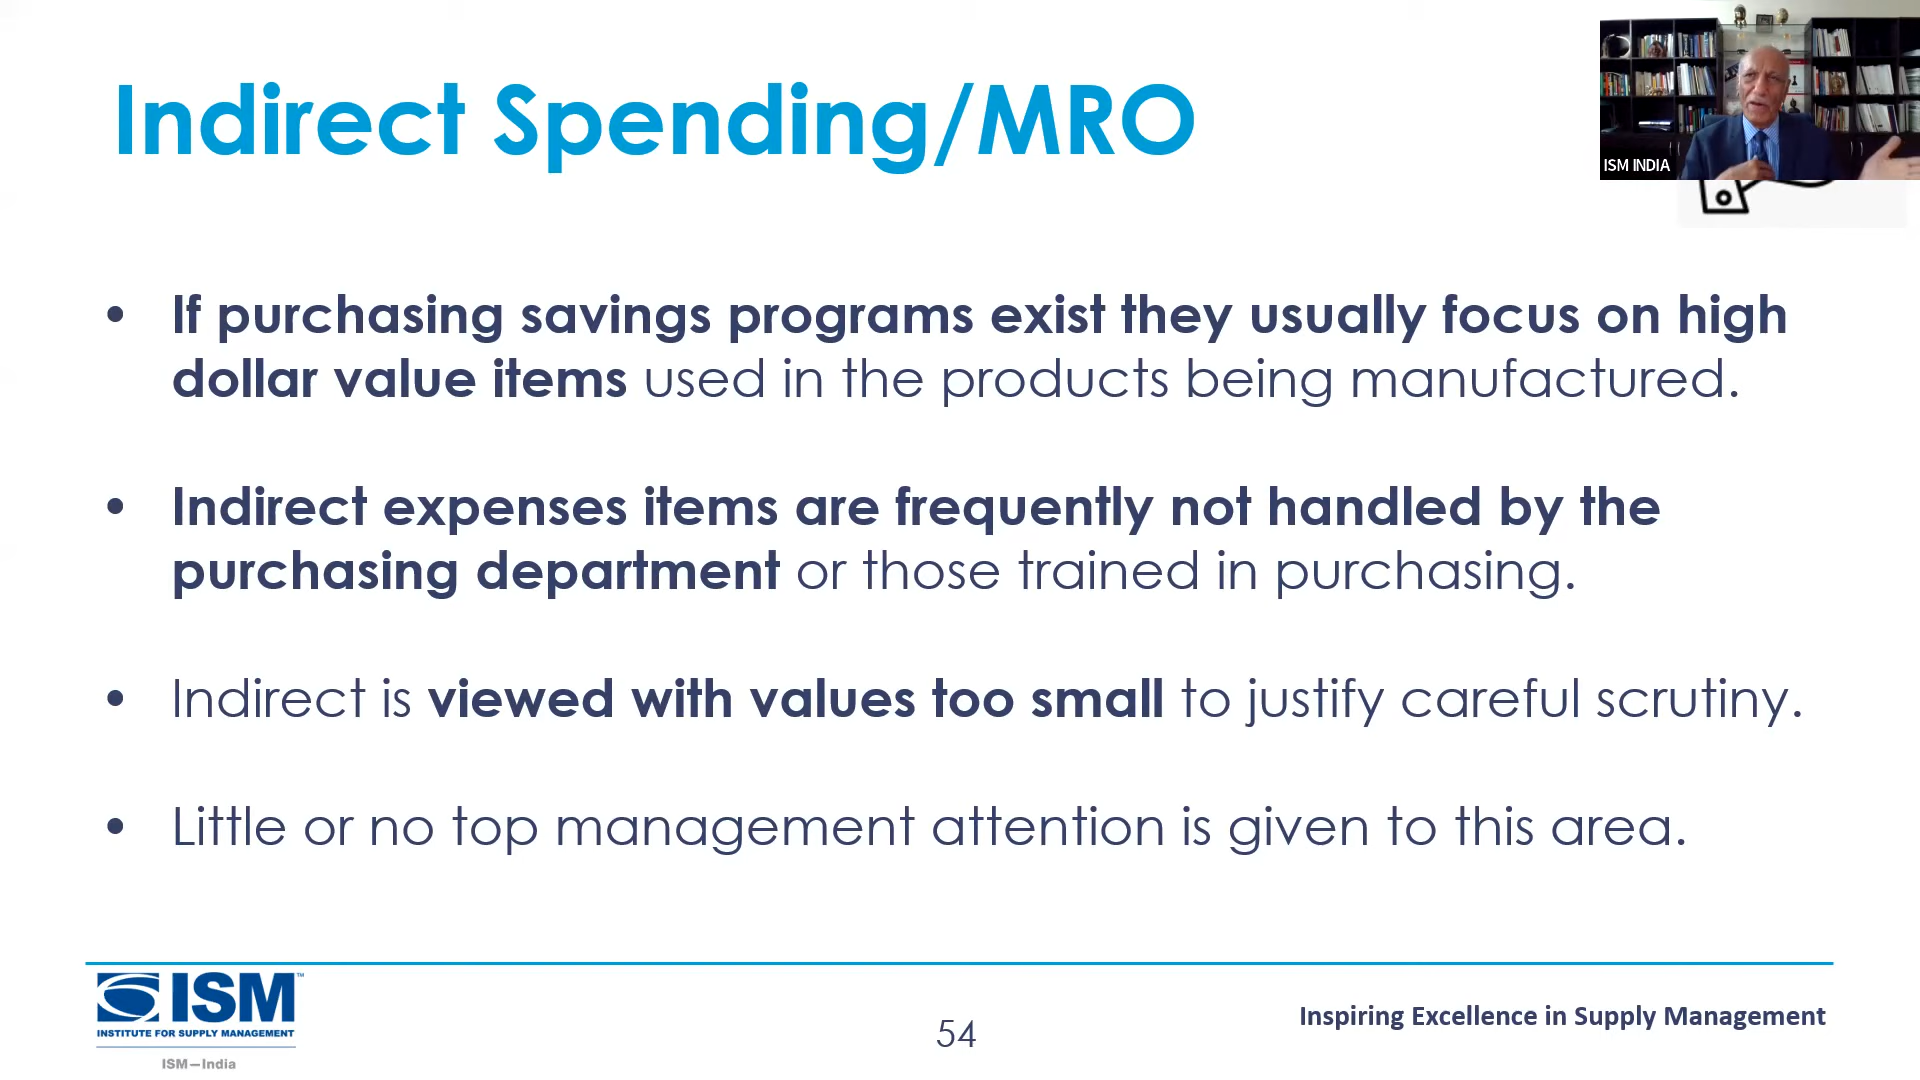 Indirect Spending/MRO
ISM INDIA
• If purchasing savings programs exist they usually focus on high
dollar value items used in the products being manufactured.
• Indirect expenses items are frequently not handled by the
purchasing department or those trained in purchasing.
• Indirect is viewed with values too small to justify careful scrutiny.
• Little or no top management attention is given to this area.
ISM™
INSTITUTE FOR SUPPLY MANAGEMENT
ISM—India
54
Inspiring Excellence in Supply Management